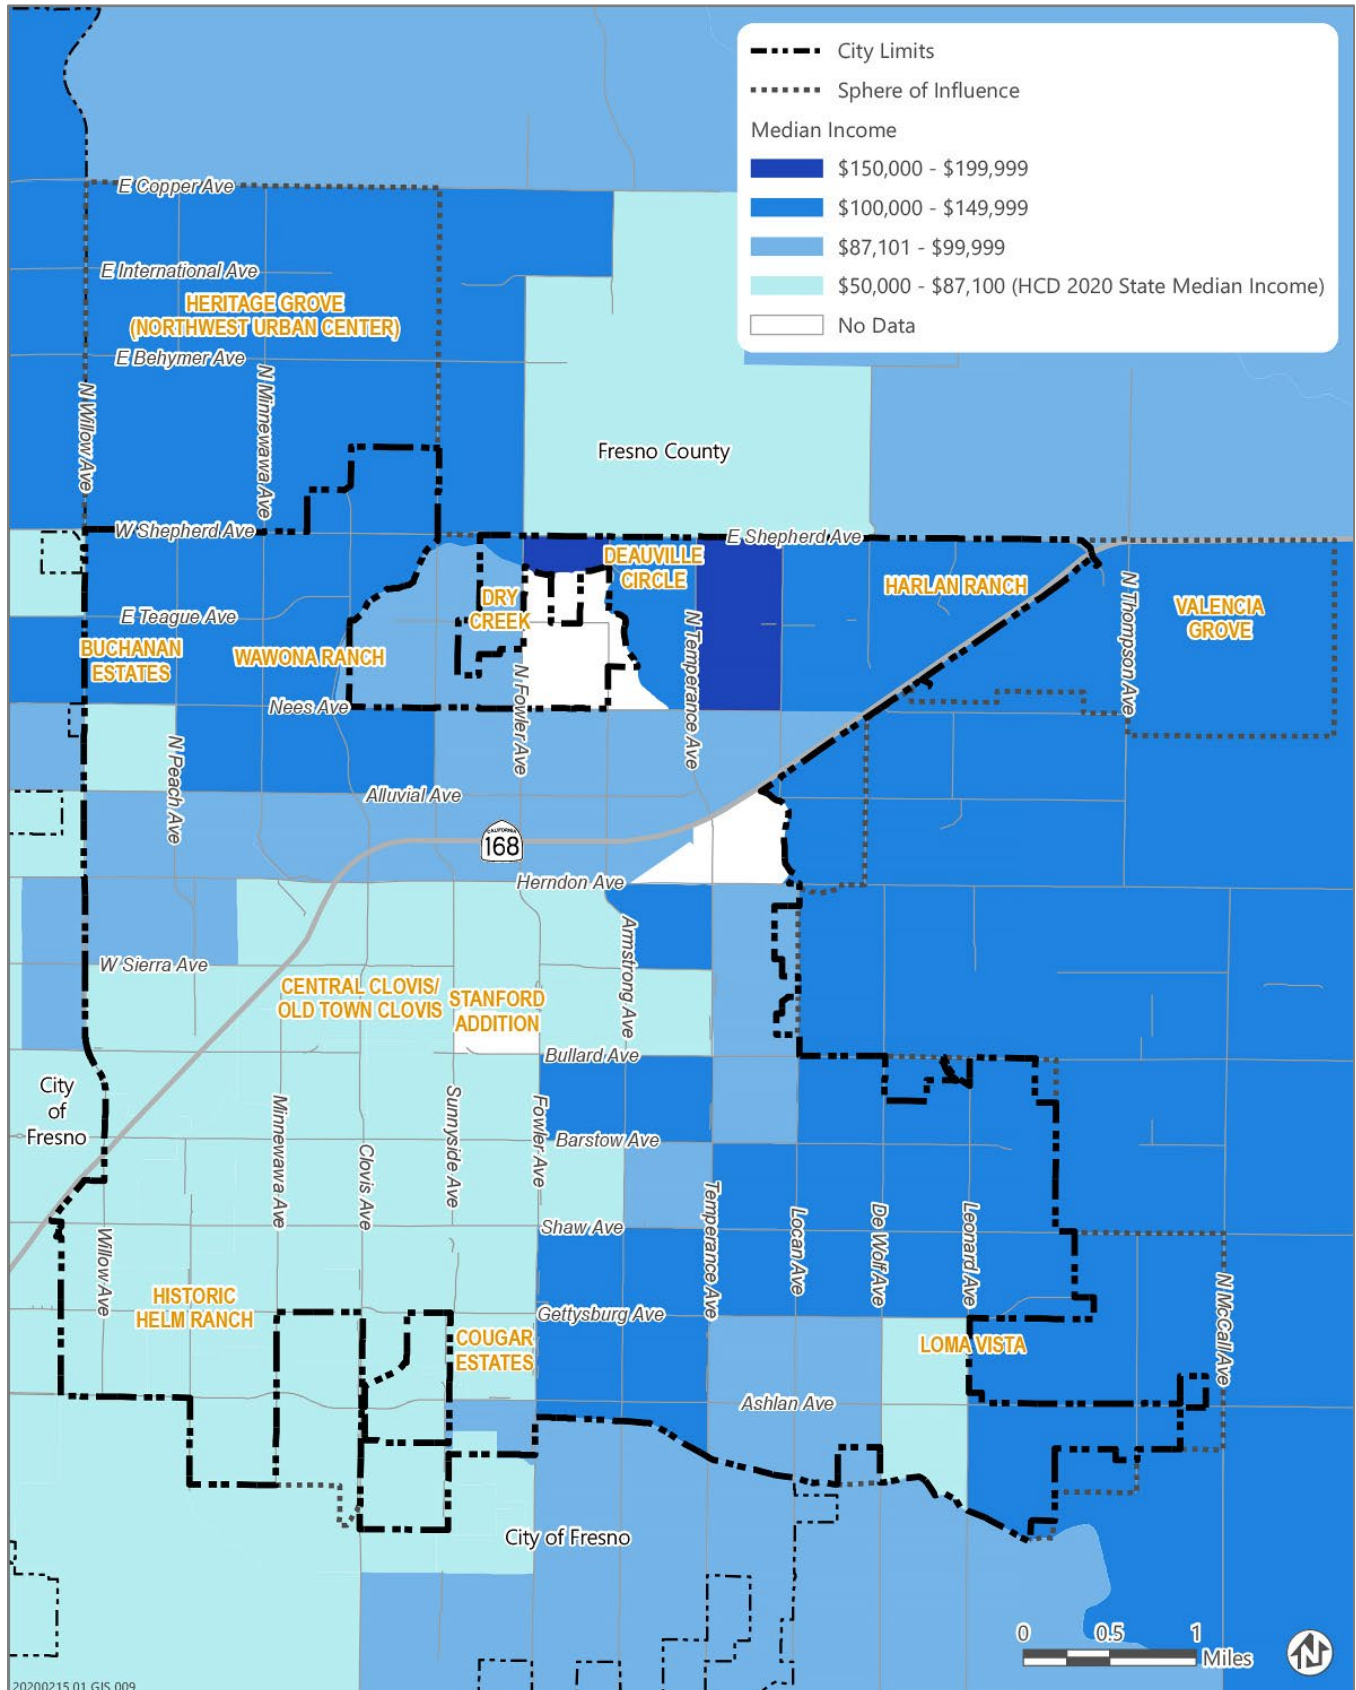 City Limits
Sphere of Influence
Median Income
$150,000 - $199,999
$100,000 - $149,999
$87,101 - $99,999
$50,000 - $87,100 (HCD 2020 State Median Income)
No Data
E Copper Ave
E International Ave
HERITAGE GROVE
(NORTHWEST URBAN CENTER)
E Behymer Ave
N Willow Ave
N Minnewawa Ave
Fresno County
W Shepherd Ave
E Shepherd Ave
DEAUVILLE
CIRCLE
HARLAN RANCH
N Thompson Ave
VALENCIA
GROVE
DRY
CREEK
E Teague Ave
BUCHANAN
ESTATES
WAWONA RANCH
N Temperance Ave
N Fowler Ave
Nees Ave
N Peach Ave
Alluvial Ave
CALIFORNIA
168
Herndon Ave
Armstrong Ave
W Sierra Ave
CENTRAL CLOVIS/
OLD TOWN CLOVIS
STANFORD
ADDITION
Bullard Ave
City
of
Fresno
Minnewawa Ave
Clovis Ave
Sunnyside Ave
Fowler Ave
Barstow Ave
Temperance Ave
Locan Ave
De Wolf Ave
Leonard Ave
Shaw Ave
Willow Ave
HISTORIC
HELM RANCH
N McCall Ave
Gettysburg Ave
COUGAR
ESTATES
LOMA VISTA
Ashlan Ave
City of Fresno
0 0.5 1
Miles
N
20200215.01 GIS 009